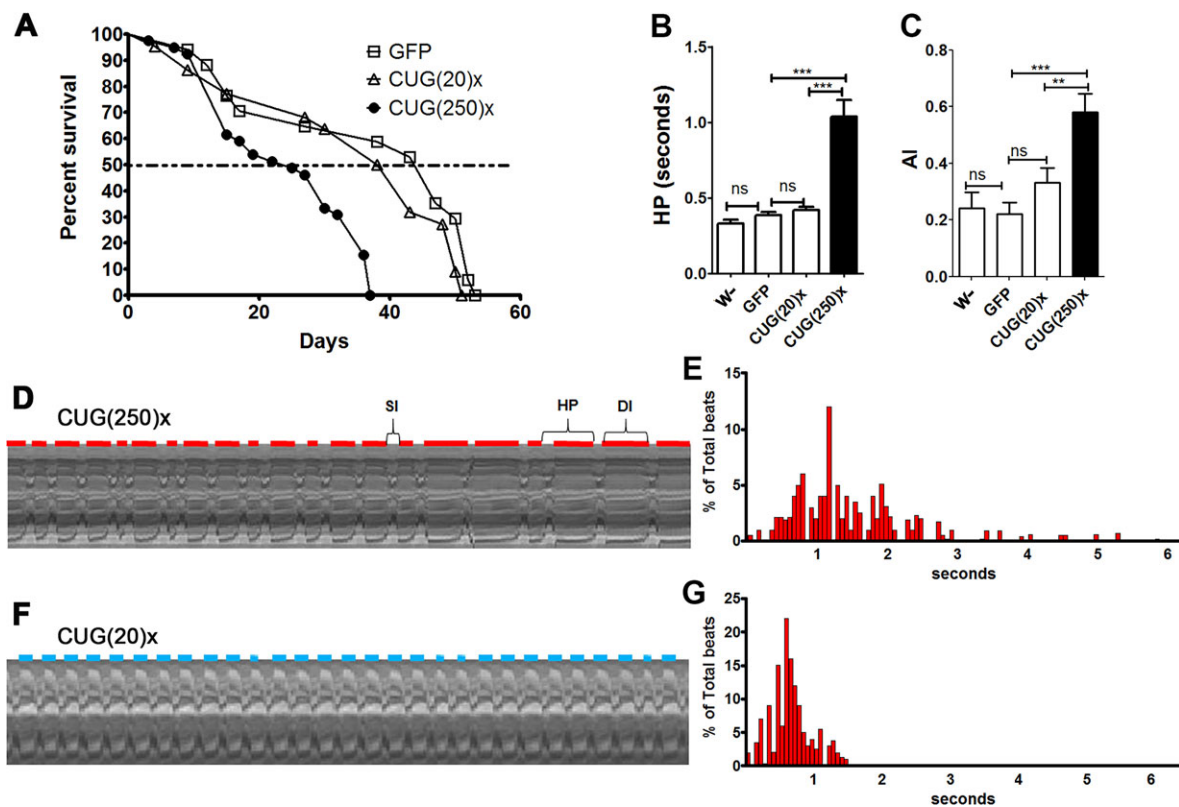 A
100
90
80
70
60
50
40
30
20
10
0
Percent survival
0 20 40 60
Days
GFP
CUG(20)x
CUG(250)x
B
HP (seconds)
1.5
1.0
0.5
0.0
***
***
ns
ns
W-
GFP
CUG(20)x
CUG(250)x
C
AI
0.8
0.6
0.4
0.2
0.0
***
**
ns
ns
W-
GFP
CUG(20)x
CUG(250)x
D
CUG(250)x
SI
HP
DI
E
% of Total beats
15
10
5
0
1 2 3 4 5 6
seconds
F
CUG(20)x
G
% of Total beats
25
20
15
10
5
0
1 2 3 4 5 6
seconds